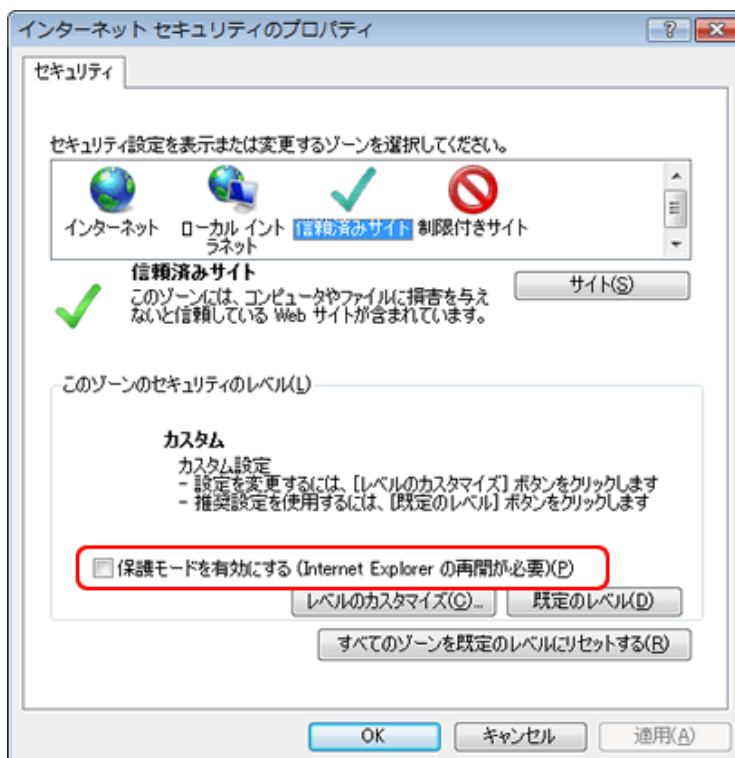 インターネット セキュリティのプロパティ
セキュリティ
セキュリティ設定を表示または変更するゾーンを選択してください。
インターネット
ローカル イント
ラネット
信頼済みサイト
制限付きサイト
信頼済みサイト
このゾーンには、コンピュータやファイルに損害を与え
ないと信頼している Web サイトが含まれています。
サイト(S)
このゾーンのセキュリティのレベル(L)
カスタム
カスタム設定
- 設定を変更するには、[レベルのカスタマイズ] ボタンをクリックします
- 推奨設定を使用するには、[既定のレベル] ボタンをクリックします
保護モードを有効にする (Internet Explorer の再開が必要)(P)
レベルのカスタマイズ(C)...
既定のレベル(D)
すべてのゾーンを既定のレベルにリセットする(R)
OK
キャンセル
適用(A)